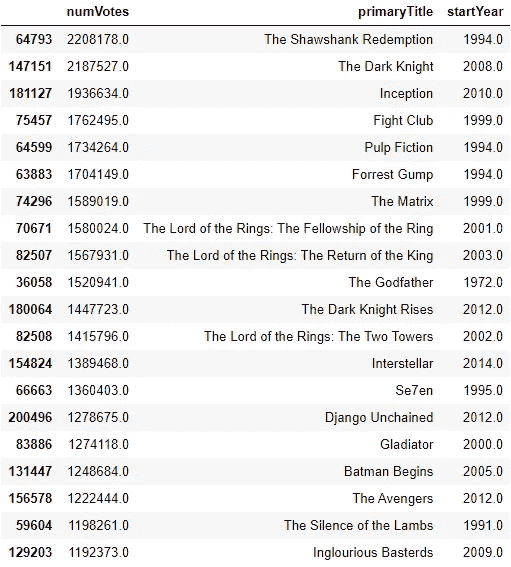 numVotes primaryTitle startYear
64793 2208178.0 The Shawshank Redemption 1994.0
147151 2187527.0 The Dark Knight 2008.0
181127 1936634.0 Inception 2010.0
75457 1762495.0 Fight Club 1999.0
64599 1734264.0 Pulp Fiction 1994.0
63883 1704149.0 Forrest Gump 1994.0
74296 1589019.0 The Matrix 1999.0
70671 1580024.0 The Lord of the Rings: The Fellowship of the Ring 2001.0
82507 1567931.0 The Lord of the Rings: The Return of the King 2003.0
36058 1520941.0 The Godfather 1972.0
180064 1447723.0 The Dark Knight Rises 2012.0
82508 1415796.0 The Lord of the Rings: The Two Towers 2002.0
154824 1389468.0 Interstellar 2014.0
66663 1360403.0 Se7en 1995.0
200496 1278675.0 Django Unchained 2012.0
83886 1274118.0 Gladiator 2000.0
131447 1248684.0 Batman Begins 2005.0
156578 1222444.0 The Avengers 2012.0
59604 1198261.0 The Silence of the Lambs 1991.0
129203 1192373.0 Inglourious Basterds 2009.0